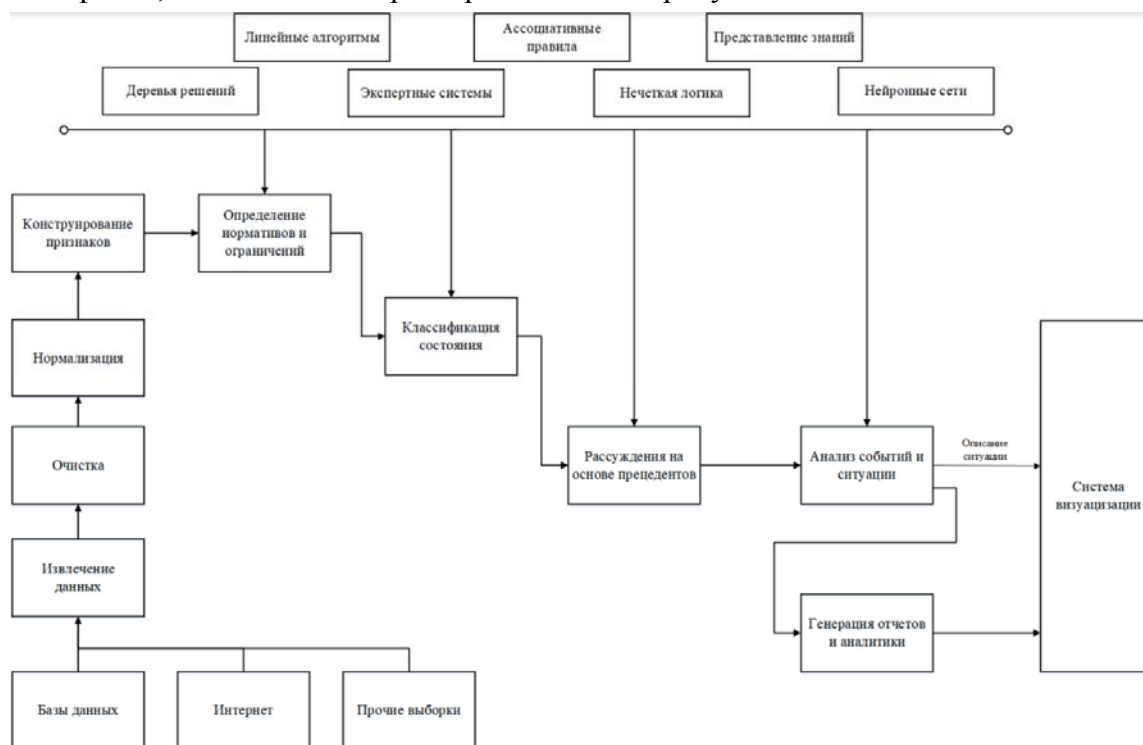 Линейные алгоритмы
Ассоциативные
правила
Представление знаний
Деревья решений
Экспертные системы
Нечеткая логика
Нейронные сети
Конструирование
признаков
Определение
нормативов и
ограничений
Классификация
состояния
Нормализация
Очистка
Рассуждения на
основе прецедентов
Анализ событий и
ситуации
Описание
ситуации
Система
визуацизации
Извлечение
данных
Генерация отчетов
и аналитики
Базы данных
Интернет
Прочие выборки